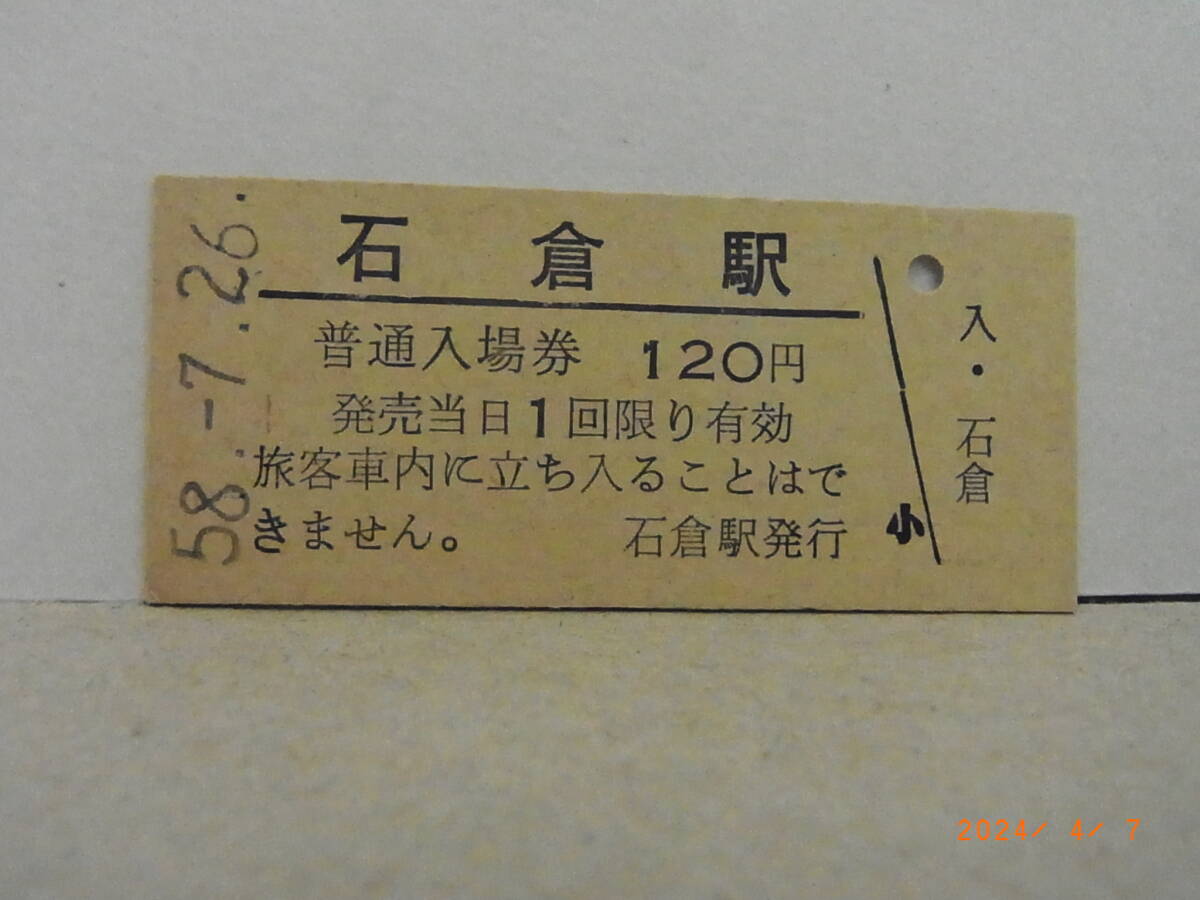 石倉駅
普通入場券 120円
発売当日1回限り有効
旅客車内に立ち入ることはで
きません。 石倉駅発行
58.-7.26.
小
入・石倉
2024/ 4/ 7